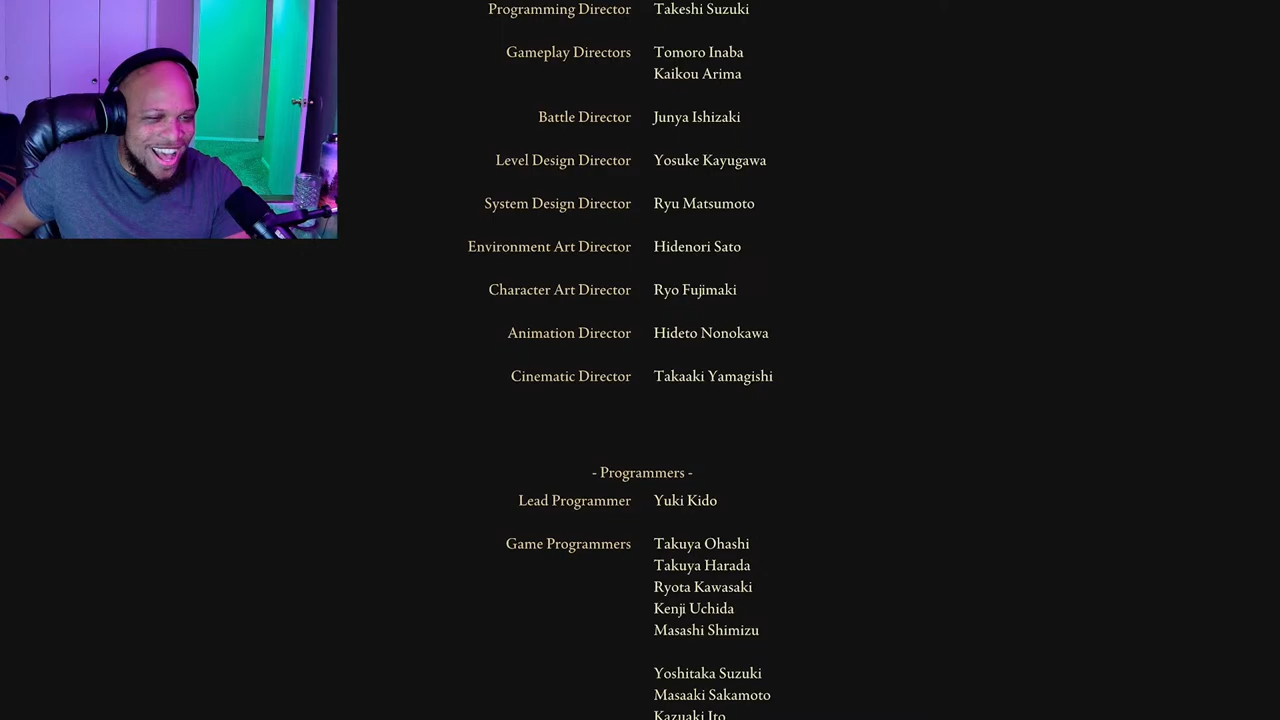 Programming Director Takeshi Suzuki
Gameplay Directors Tomoro Inaba
Kaikou Arima
Battle Director Junya Ishizaki
Level Design Director Yosuke Kayugawa
System Design Director Ryu Matsumoto
Environment Art Director Hidenori Sato
Character Art Director Ryo Fujimaki
Animation Director Hideto Nonokawa
Cinematic Director Takaaki Yamagishi
- Programmers -
Lead Programmer Yuki Kido
Game Programmers Takuya Ohashi
Takuya Harada
Ryota Kawasaki
Kenji Uchida
Masashi Shimizu
Yoshitaka Suzuki
Masaaki Sakamoto
Kazuaki Ito